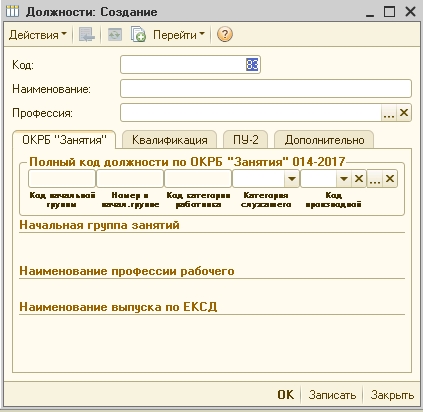 Должности: Создание
Действия Перейти
Код: 83
Наименование:
Профессия: ...
ОКРБ "Занятия" Квалификация ПУ-2 Дополнительно
Полный код должности по ОКРБ "Занятия" 014-2017
...
Код начальной группы Номер в начал.группе Код категории работника Категория служащего Код производной
Начальная группа занятий
Наименование профессии рабочего
Наименование выпуска по ЕКСД
OK Записать Закрыть